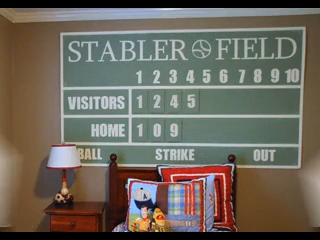 STABLER FIELD
1 2 3 4 5 6 7 8 9 10
VISITORS 1 2 4 5
HOME 1 0 9
BALL STRIKE OUT